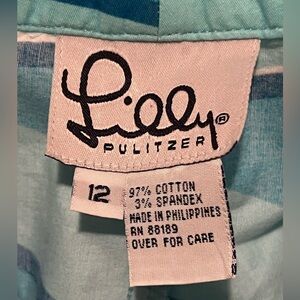 Lilly®
PULITZER
12
97% COTTON
3% SPANDEX
MADE IN PHILIPPINES
RN 88189
OVER FOR CARE